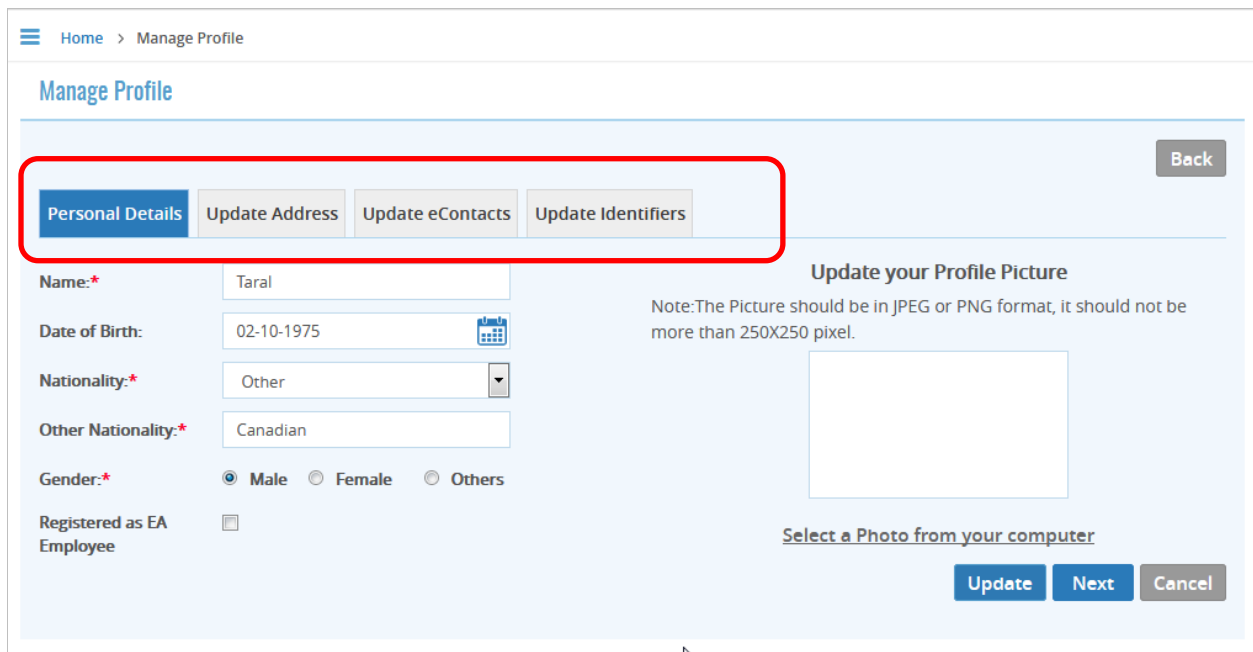 Home > Manage Profile
Manage Profile
Back
Personal Details Update Address Update eContacts Update Identifiers
Name:* Taral
Date of Birth: 02-10-1975
Nationality:* Other
Other Nationality:* Canadian
Gender:* Male Female Others
Registered as EA
Employee
Update your Profile Picture
Note:The Picture should be in JPEG or PNG format, it should not be
more than 250X250 pixel.
Select a Photo from your computer
Update Next Cancel